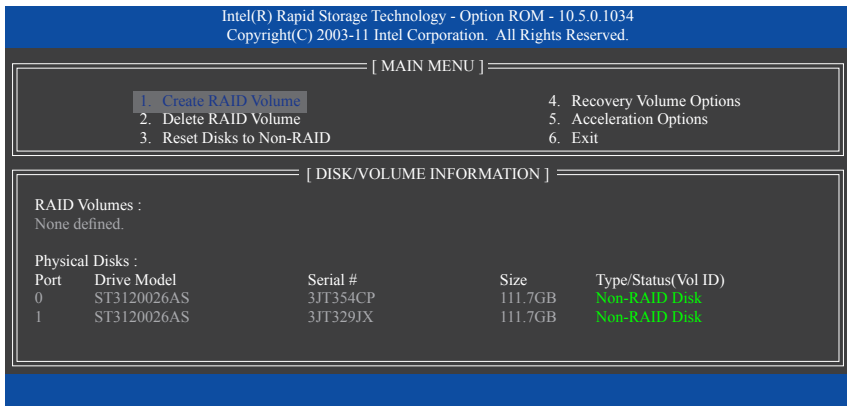 Intel(R) Rapid Storage Technology - Option ROM - 10.5.0.1034
Copyright(C) 2003-11 Intel Corporation.  All Rights Reserved.
[ MAIN MENU ]
1. Create RAID Volume
2. Delete RAID Volume
3. Reset Disks to Non-RAID
4. Recovery Volume Options
5. Acceleration Options
6. Exit
[ DISK/VOLUME INFORMATION ]
RAID Volumes :
None defined.
Physical Disks :
Port Drive Model Serial # Size Type/Status(Vol ID)
0 ST3120026AS 3JT354CP 111.7GB Non-RAID Disk
1 ST3120026AS 3JT329JX 111.7GB Non-RAID Disk